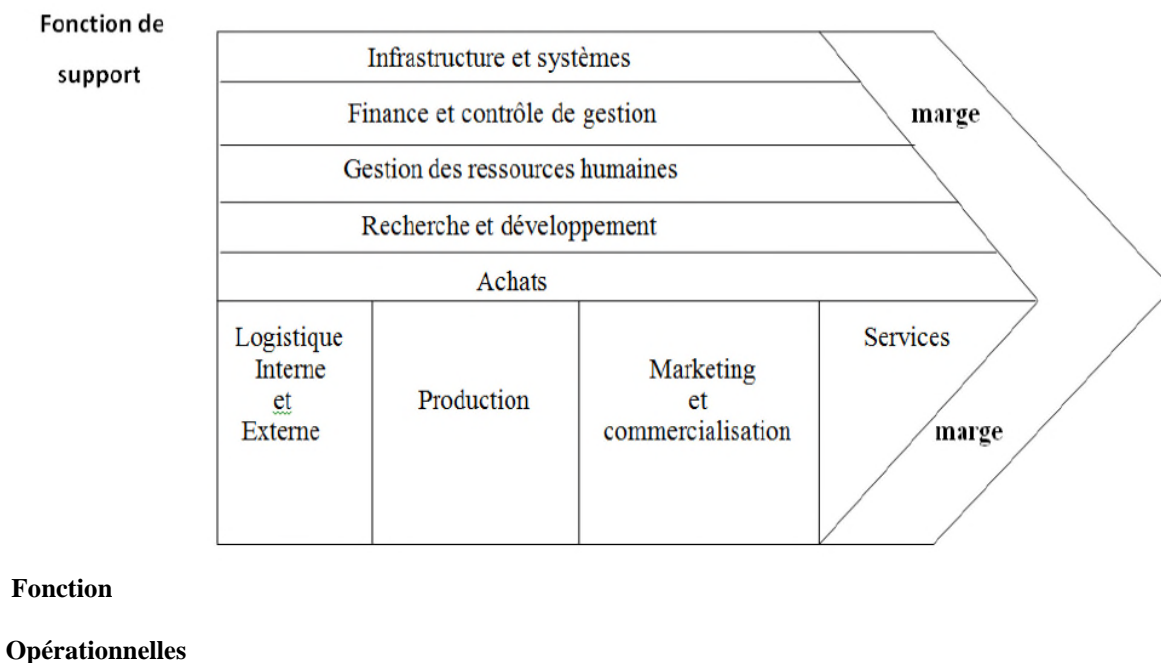 Fonction de
support
Infrastructure et systèmes
Finance et contrôle de gestion
marge
Gestion des ressources humaines
Recherche et développement
Achats
Logistique
Interne
et
Externe
Production
Marketing
et
commercialisation
Services
marge
Fonction
Opérationnelles